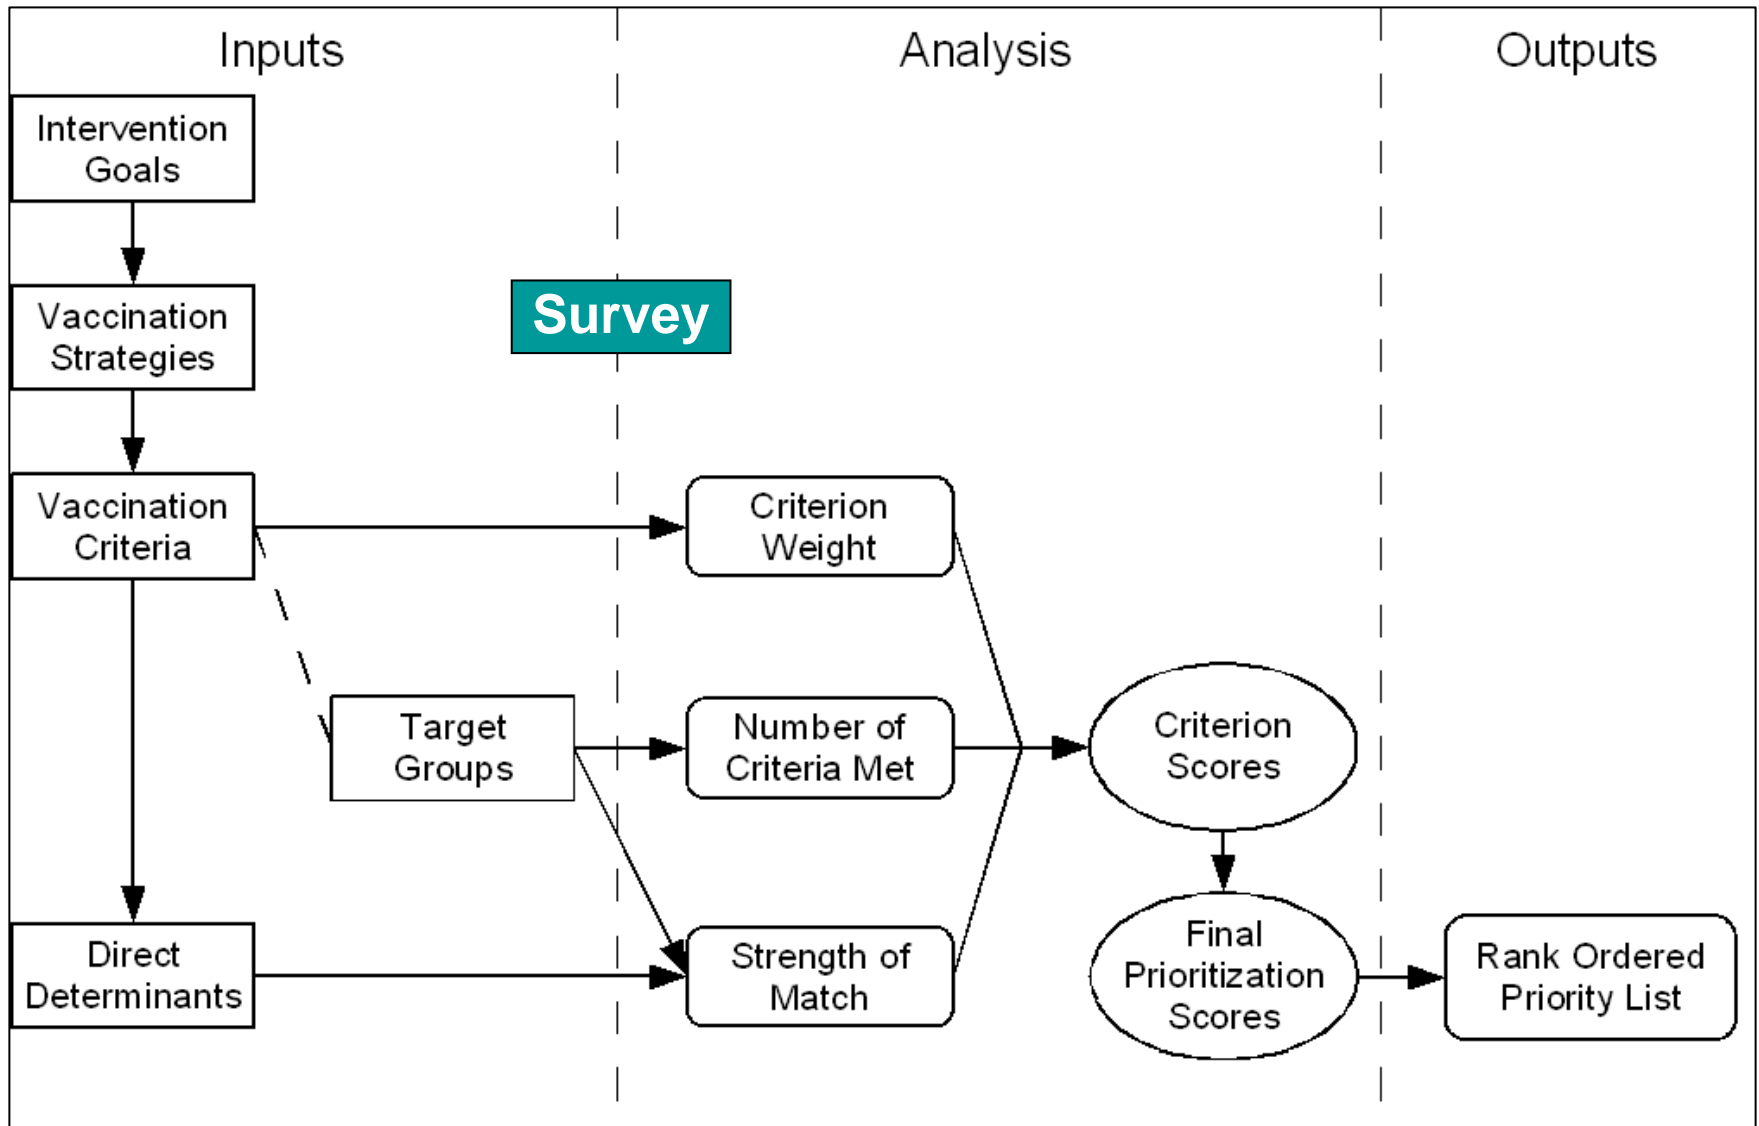 Inputs
Analysis
Outputs
Intervention
Goals
Vaccination
Strategies
Survey
Vaccination
Criteria
Criterion
Weight
Target
Groups
Number of
Criteria Met
Criterion
Scores
Direct
Determinants
Strength of
Match
Final
Prioritization
Scores
Rank Ordered
Priority List